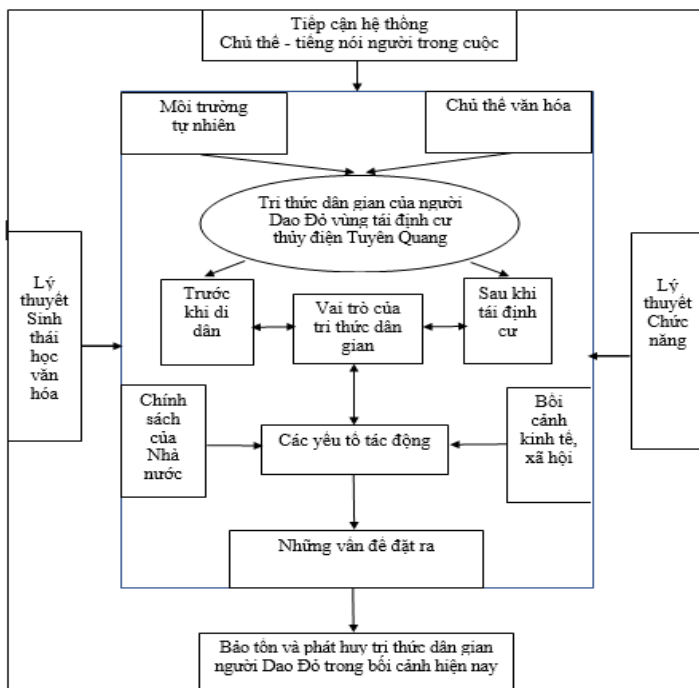 Tiếp cận hệ thống
Chủ thể - tiếng nói người trong cuộc
Môi trường
tự nhiên
Chủ thể văn hóa
Tri thức dân gian của người
Dao Đỏ vùng tái định cư
thủy điện Tuyên Quang
Lý
thuyết
Sinh
thái
học
văn
hóa
Trước
khi di
dân
Vai trò của
tri thức dân
gian
Sau khi
tái định
cư
Lý
thuyết
Chức
năng
Chính
sách
của
Nhà
nước
Các yếu tố tác động
Bối
cảnh
kinh tế,
xã hội
Những vấn đề đặt ra
Bảo tồn và phát huy tri thức dân gian
người Dao Đỏ trong bối cảnh hiện nay